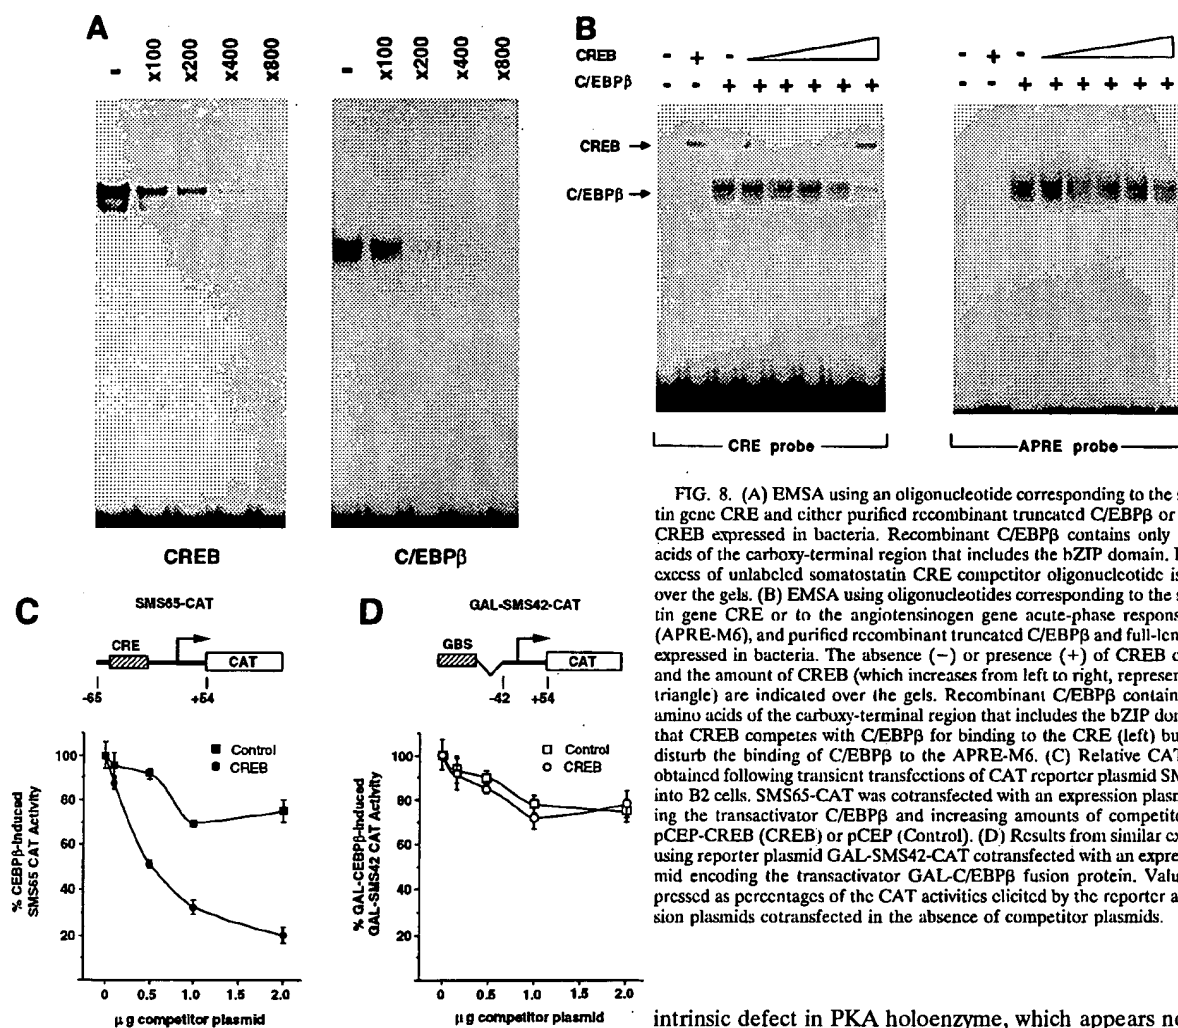 A
B
- x100 x200 x400 x800
- x100 x200 x400 x800
CREB - + -
C/EBPβ - - + + + + + +
- + -
- - + + + + + +
CREB →
C/EBPβ →
CRE probe
APRE probe
CREB
C/EBPβ
FIG. 8. (A) EMSA using an oligonucleotide corresponding to the
tin gene CRE and either purified recombinant truncated C/EBPβ or
CREB expressed in bacteria. Recombinant C/EBPβ contains only
acids of the carboxy-terminal region that includes the bZIP domain.
excess of unlabeled somatostatin CRE competitor oligonucleotide is
over the gels. (B) EMSA using oligonucleotides corresponding to the
tin gene CRE or to the angiotensinogen gene acute-phase respons
(APRE-M6), and purified recombinant truncated C/EBPβ and full-len
expressed in bacteria. The absence (−) or presence (+) of CREB
and the amount of CREB (which increases from left to right, represen
triangle) are indicated over the gels. Recombinant C/EBPβ contain
amino acids of the carboxy-terminal region that includes the bZIP dom
that CREB competes with C/EBPβ for binding to the CRE (left) bu
disturb the binding of C/EBPβ to the APRE-M6. (C) Relative CAT
obtained following transient transfections of CAT reporter plasmid SM
into B2 cells. SMS65-CAT was cotransfected with an expression plasm
ing the transactivator C/EBPβ and increasing amounts of competito
pCEP-CREB (CREB) or pCEP (Control). (D) Results from similar ex
using reporter plasmid GAL-SMS42-CAT cotransfected with an expre
mid encoding the transactivator GAL-C/EBPβ fusion protein. Valu
pressed as percentages of the CAT activities elicited by the reporter a
sion plasmids cotransfected in the absence of competitor plasmids.
C
SMS65-CAT
CRE
CAT
-65
+54
% CEBPβ-Induced
SMS65 CAT Activity
100
80
60
40
20
Control
CREB
0 0.5 1.0 1.5 2.0
μg competitor plasmid
D
GAL-SMS42-CAT
GBS
CAT
-42
+54
% GAL-CEBPβ-Induced
GAL-SMS42 CAT Activity
100
80
60
40
20
Control
CREB
0 0.5 1.0 1.5 2.0
μg competitor plasmid
intrinsic defect in PKA holoenzyme, which appears no